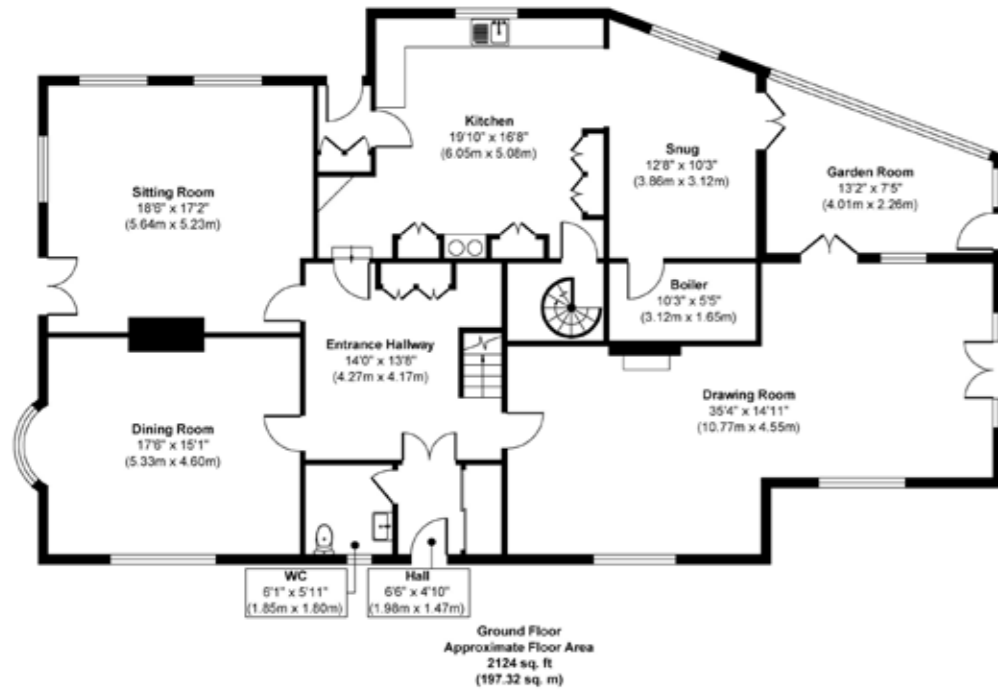 Kitchen
19'10" x 16'8"
(6.05m x 5.08m)
Snug
12'8" x 10'3"
(3.86m x 3.12m)
Garden Room
13'2" x 7'5"
(4.01m x 2.26m)
Sitting Room
18'6" x 17'2"
(5.64m x 5.23m)
Boiler
10'3" x 5'5"
(3.12m x 1.65m)
Entrance Hallway
14'0" x 13'8"
(4.27m x 4.17m)
Drawing Room
35'4" x 14'11"
(10.77m x 4.55m)
Dining Room
17'6" x 15'1"
(5.33m x 4.60m)
WC
6'1" x 5'11"
(1.85m x 1.80m)
Hall
6'6" x 4'10"
(1.98m x 1.47m)
Ground Floor
Approximate Floor Area
2124 sq. ft
(197.32 sq. m)